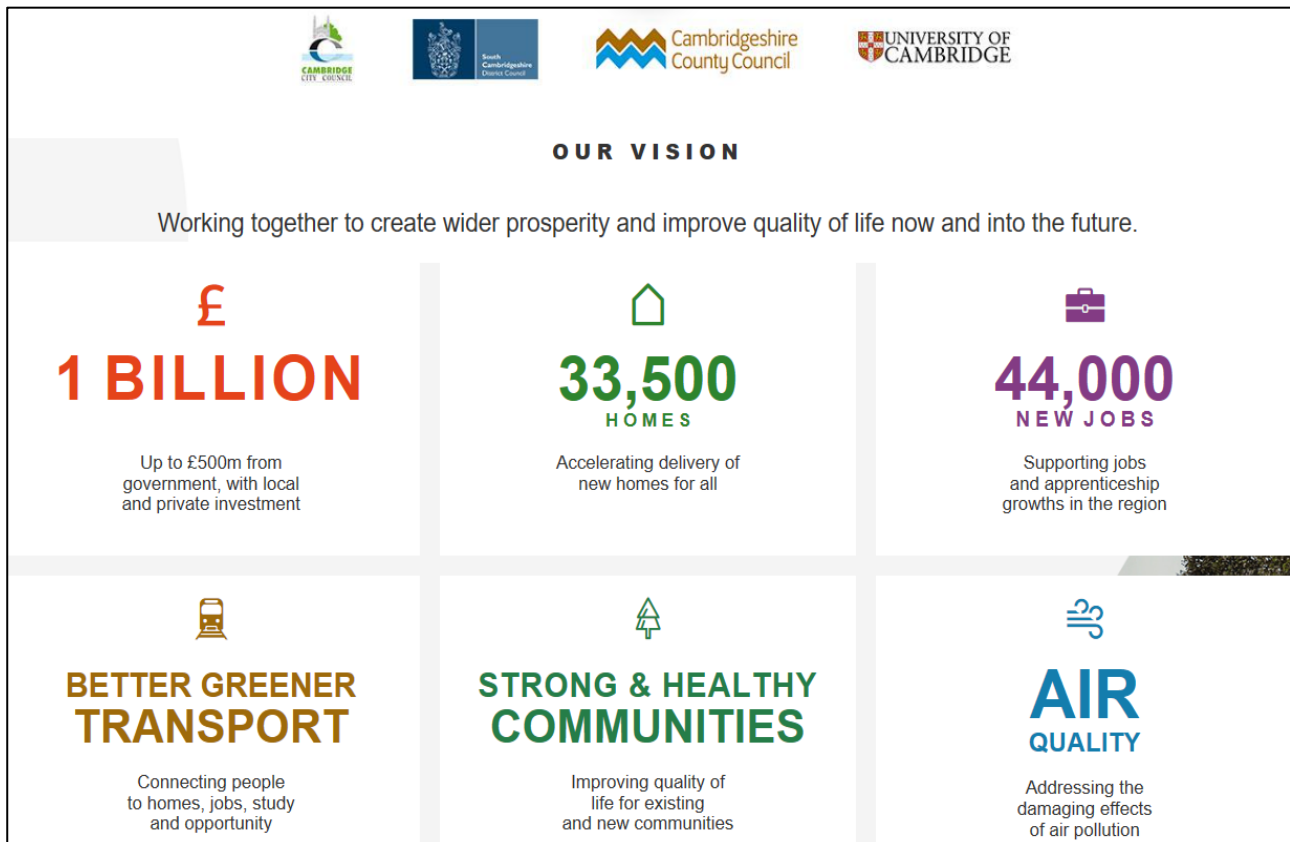 CAMBRIDGE
CITY COUNCIL
South
Cambridgeshire
District Council
Cambridgeshire
County Council
UNIVERSITY OF
CAMBRIDGE
OUR VISION
Working together to create wider prosperity and improve quality of life now and into the future.
£
1 BILLION
Up to £500m from
government, with local
and private investment
33,500
HOMES
Accelerating delivery of
new homes for all
44,000
NEW JOBS
Supporting jobs
and apprenticeship
growths in the region
BETTER GREENER
TRANSPORT
Connecting people
to homes, jobs, study
and opportunity
STRONG & HEALTHY
COMMUNITIES
Improving quality of
life for existing
and new communities
AIR
QUALITY
Addressing the
damaging effects
of air pollution